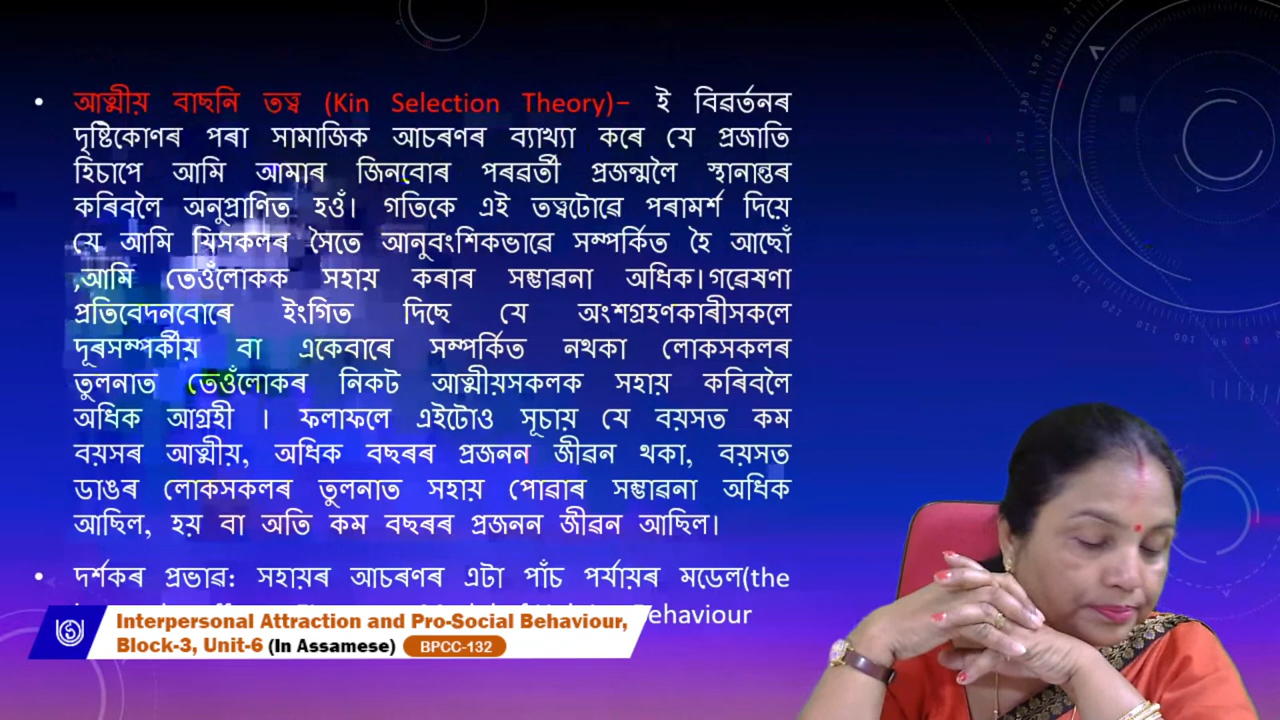 • আত্মীয় বাছনি তত্ব (Kin Selection Theory)– ই বিৱৰ্তনৰ
দৃষ্টিকোণৰ পৰা সামাজিক আচৰণৰ ব্যাখ্যা কৰে যে প্ৰজাতি
হিচাপে আমি আমাৰ জিনবোৰ পৰৱৰ্তী প্ৰজন্মলৈ স্থানান্তৰ
কৰিবলৈ অনুপ্ৰাণিত হওঁ। গতিকে এই তত্বটোৱে পৰামৰ্শ দিয়ে
যে আমি যিসকলৰ সৈতে আনুবংশিকভাৱে সম্পৰ্কিত হৈ আছোঁ
,আমি তেওঁলোকক সহায় কৰাৰ সম্ভাৱনা অধিক।গৱেষণা
প্ৰতিবেদনবোৰে ইংগিত দিছে যে অংশগ্ৰহণকাৰীসকলে
দূৰসম্পৰ্কীয় বা একেবাৰে সম্পৰ্কিত নথকা লোকসকলৰ
তুলনাত তেওঁলোকৰ নিকট আত্মীয়সকলক সহায় কৰিবলৈ
অধিক আগ্ৰহী । ফলাফলে এইটোও সূচায় যে বয়সত কম
বয়সৰ আত্মীয়, অধিক বছৰৰ প্ৰজনন জীৱন থকা, বয়সত
ডাঙৰ লোকসকলৰ তুলনাত সহায় পোৱাৰ সম্ভাৱনা অধিক
আছিল, হয় বা অতি কম বছৰৰ প্ৰজনন জীৱন আছিল।
• দৰ্শকৰ প্ৰভাৱ: সহায়ৰ আচৰণৰ এটা পাঁচ পৰ্যায়ৰ মডেল(the
Interpersonal Attraction and Pro-Social Behaviour,
Block-3, Unit-6 (In Assamese) BPCC-132